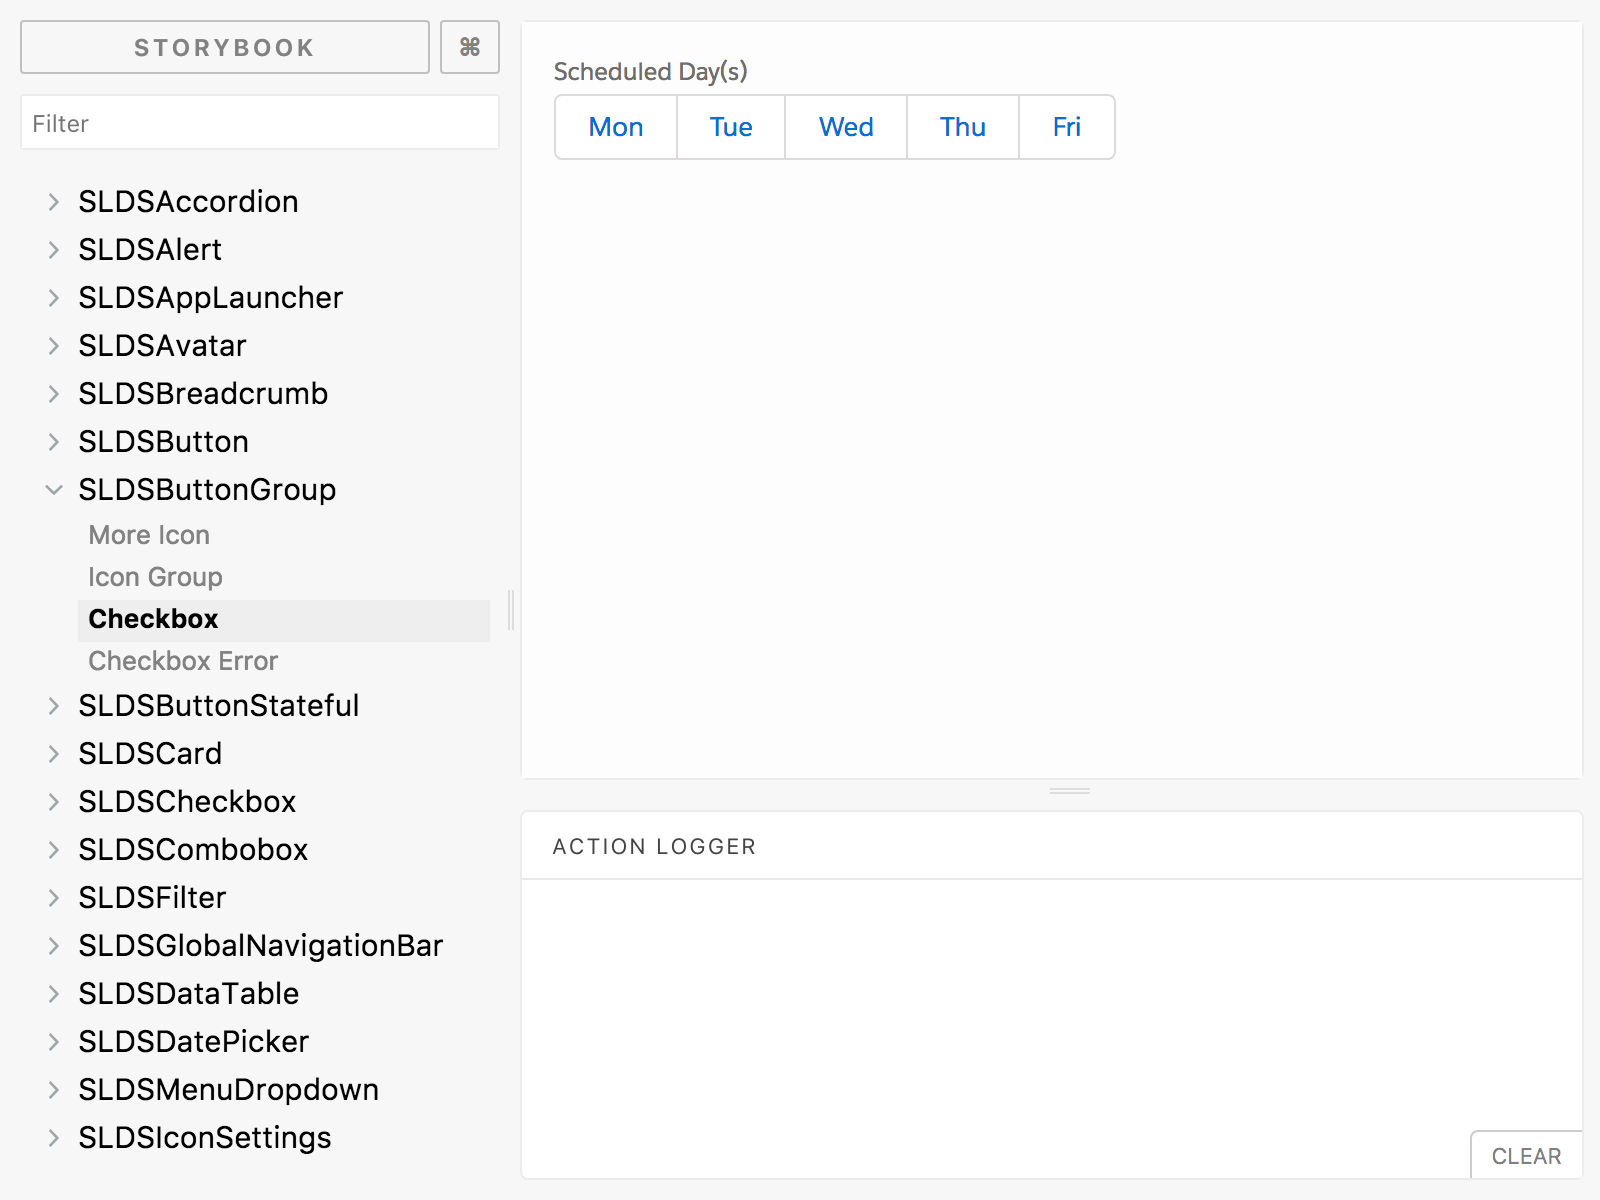 STORYBOOK
⌘
Filter
SLDSAccordion
SLDSAlert
SLDSAppLauncher
SLDSAvatar
SLDSBreadcrumb
SLDSButton
SLDSButtonGroup
More Icon
Icon Group
Checkbox
Checkbox Error
SLDSButtonStateful
SLDSCard
SLDSCheckbox
SLDSCombobox
SLDSFilter
SLDSGlobalNavigationBar
SLDSDataTable
SLDSDatePicker
SLDSMenuDropdown
SLDSIconSettings
Scheduled Day(s)
Mon Tue Wed Thu Fri
ACTION LOGGER
CLEAR